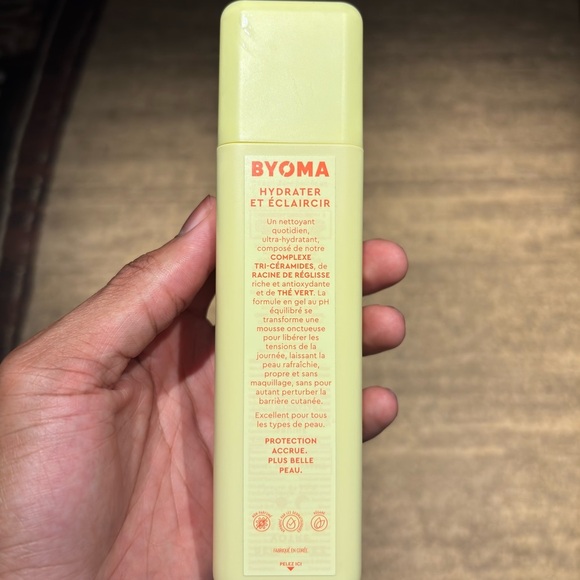 BYOMA
HYDRATER
ET ÉCLAIRCIR
Un nettoyant
quotidien,
ultra-hydratant,
composé de notre
COMPLEXE
TRI-CÉRAMIDES, de
RACINE DE RÉGLISSE
riche et antioxydante
et de THÉ VERT. La
formule en gel au pH
équilibré se
transforme une
mousse onctueuse
pour libérer les
tensions de la
journée, laissant la
peau rafraîchie,
propre et sans
maquillage, sans pour
autant perturber la
barrière cutanée.
Excellent pour tous
les types de peau.
PROTECTION
ACCRUE.
PLUS BELLE
PEAU.
PELEZ ICI